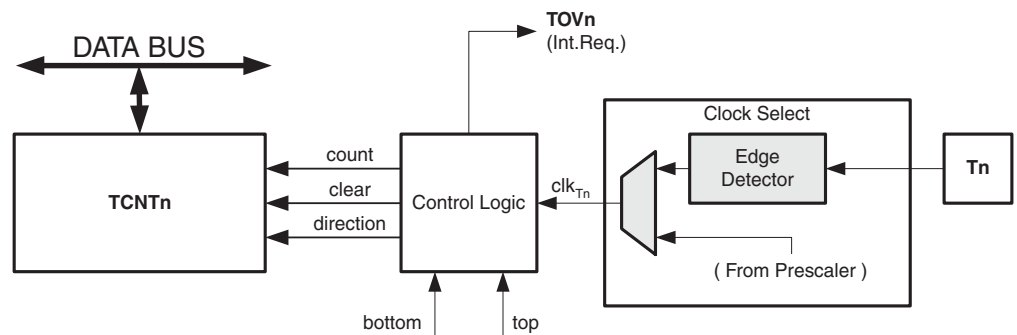 TOVn
(Int.Req.)
DATA BUS
Clock Select
count
Edge
Detector
Tn
TCNTn
clear
Control Logic
clkTn
direction
( From Prescaler )
bottom
top